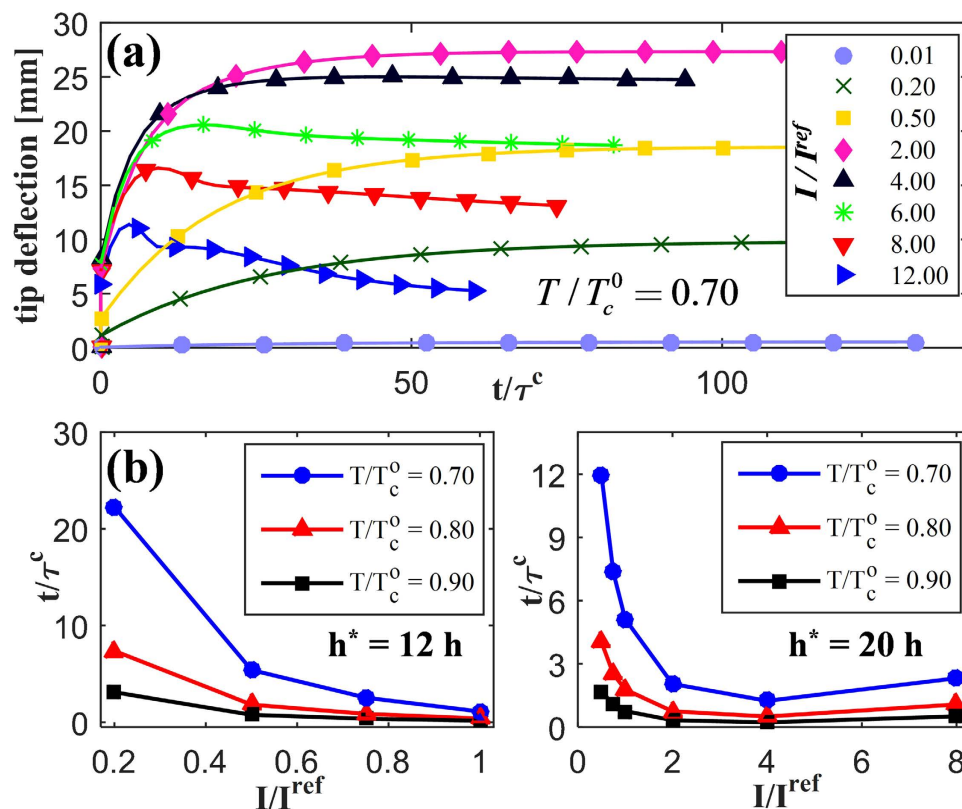 (a)
tip deflection [mm]
30
25
20
15
10
5
0
0
50
100
t/τᶜ
T / T_c^0 = 0.70
I / I^ref
0.01
0.20
0.50
2.00
4.00
6.00
8.00
12.00
(b)
t/τᶜ
30
20
10
0
0.2
0.4
0.6
0.8
1
I/I^ref
T/T_c^o = 0.70
T/T_c^o = 0.80
T/T_c^o = 0.90
h* = 12 h
t/τᶜ
12
9
6
3
0
0
2
4
6
8
I/I^ref
T/T_c^o = 0.70
T/T_c^o = 0.80
T/T_c^o = 0.90
h* = 20 h